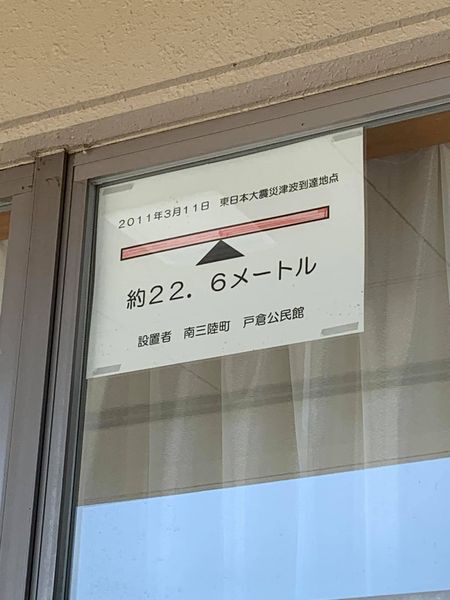 2011年3月11日 東日本大震災津波到達地点
約22.6メートル
設置者 南三陸町 戸倉公民館